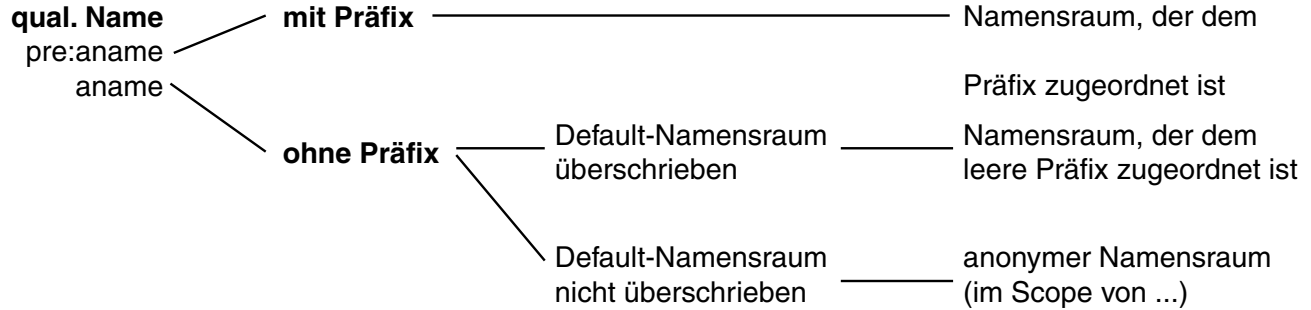 qual. Name
pre:aname
aname
mit Präfix
Namensraum, der dem
Präfix zugeordnet ist
ohne Präfix
Default-Namensraum
überschrieben
Namensraum, der dem
leere Präfix zugeordnet ist
Default-Namensraum
nicht überschrieben
anonymer Namensraum
(im Scope von ...)